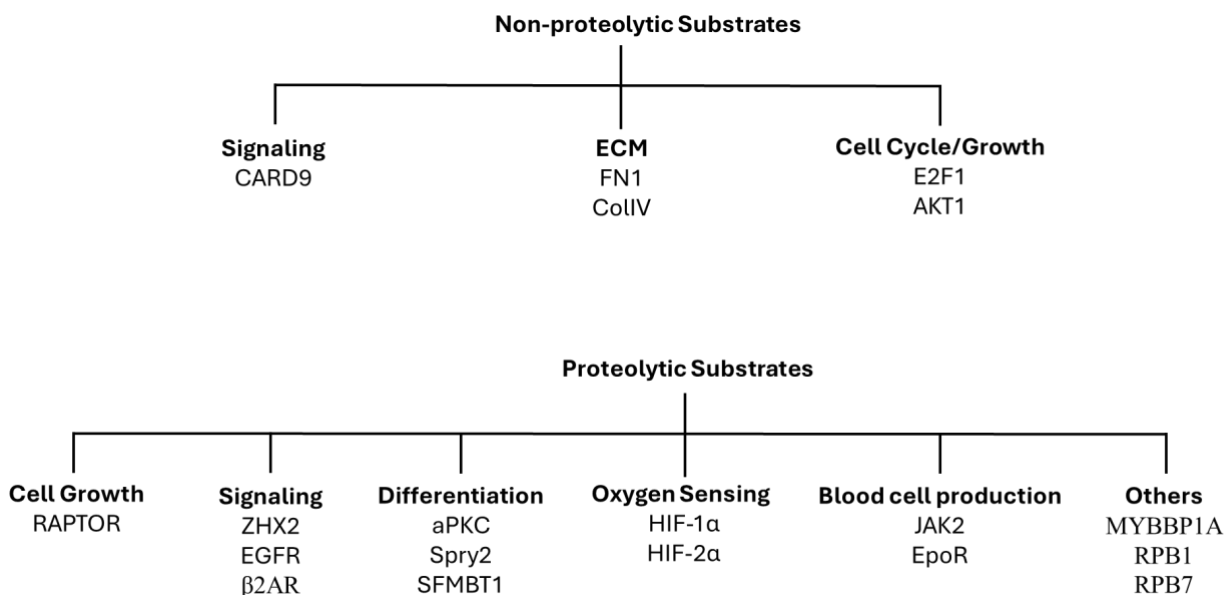 Non-proteolytic Substrates
Signaling
CARD9
ECM
FN1
ColIV
Cell Cycle/Growth
E2F1
AKT1
Proteolytic Substrates
Cell Growth
RAPTOR
Signaling
ZHX2
EGFR
β2AR
Differentiation
aPKC
Spry2
SFMBT1
Oxygen Sensing
HIF-1α
HIF-2α
Blood cell production
JAK2
EpoR
Others
MYBBP1A
RPB1
RPB7